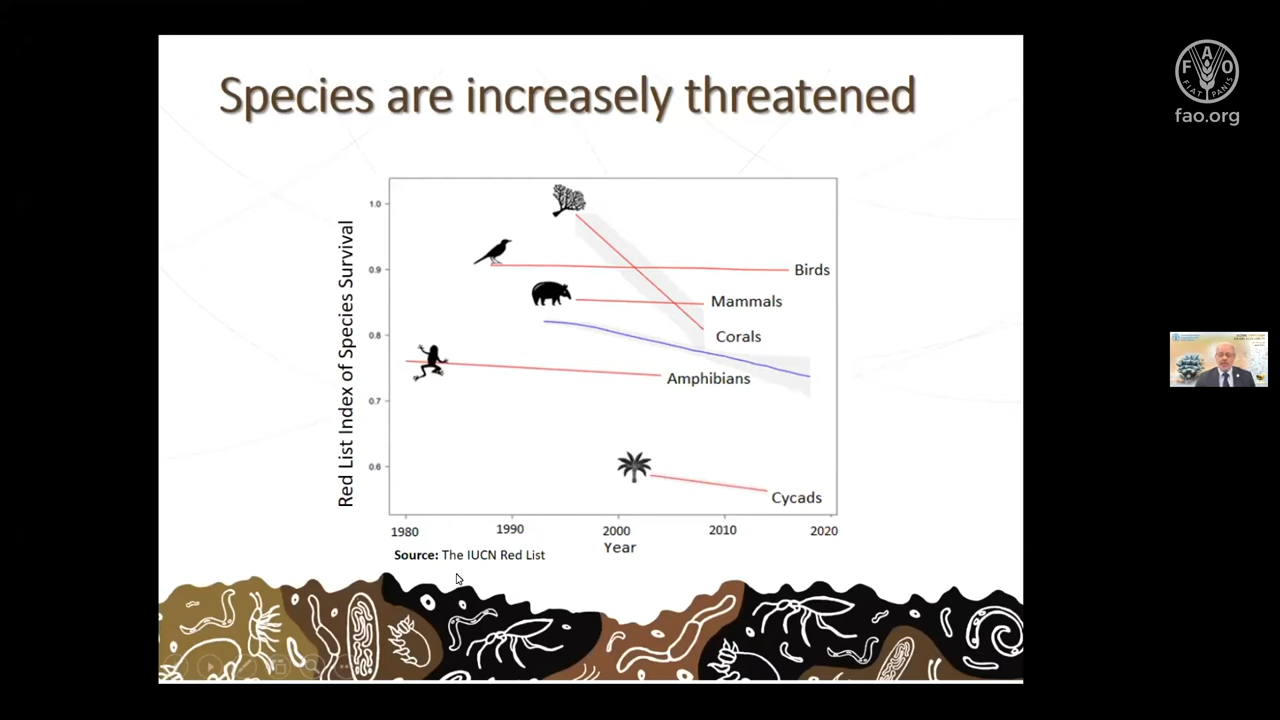 Species are increasely threatened
F A O
FIAT PANIS
fao.org
Red List Index of Species Survival
1.0
0.9
0.8
0.7
0.6
Birds
Mammals
Corals
Amphibians
Cycads
1980 1990 2000 2010 2020
Year
Source: The IUCN Red List